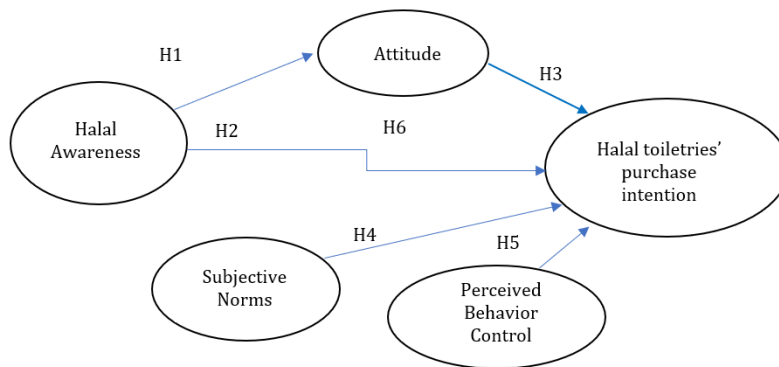 H1
Attitude
H3
Halal
Awareness
H2
H6
Halal toiletries’
purchase
intention
H4
H5
Subjective
Norms
Perceived
Behavior
Control